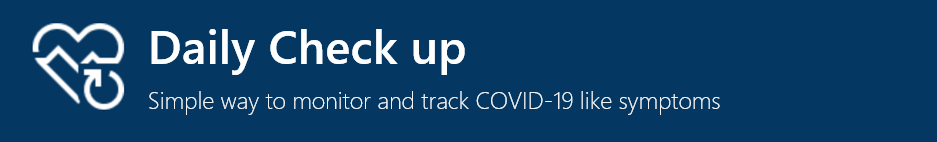 Daily Check up
Simple way to monitor and track COVID-19 like symptoms